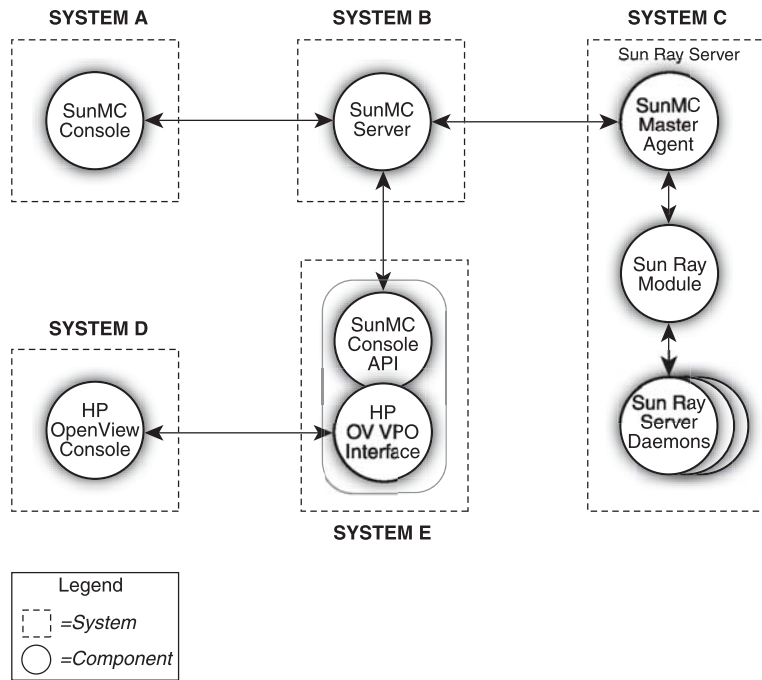 SYSTEM A
SYSTEM B
SYSTEM C
Sun Ray Server
SunMC
Console
SunMC
Server
SunMC
Master
Agent
Sun Ray
Module
SYSTEM D
SunMC
Console
API
HP
OpenView
Console
HP
OV VPO
Interface
Sun Ray
Server
Daemons
SYSTEM E
Legend
=System
=Component